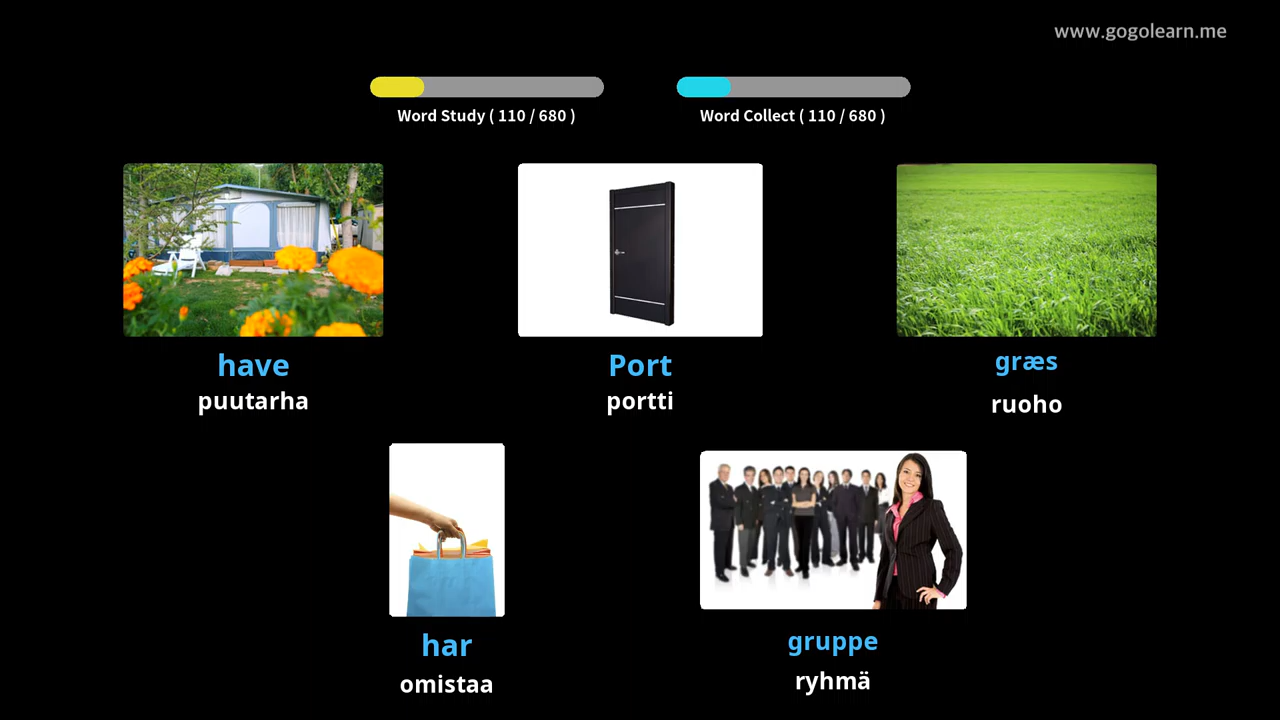 www.gogolearn.me
Word Study ( 110 / 680 )
Word Collect ( 110 / 680 )
have
puutarha
Port
portti
græs
ruoho
har
omistaa
gruppe
ryhmä